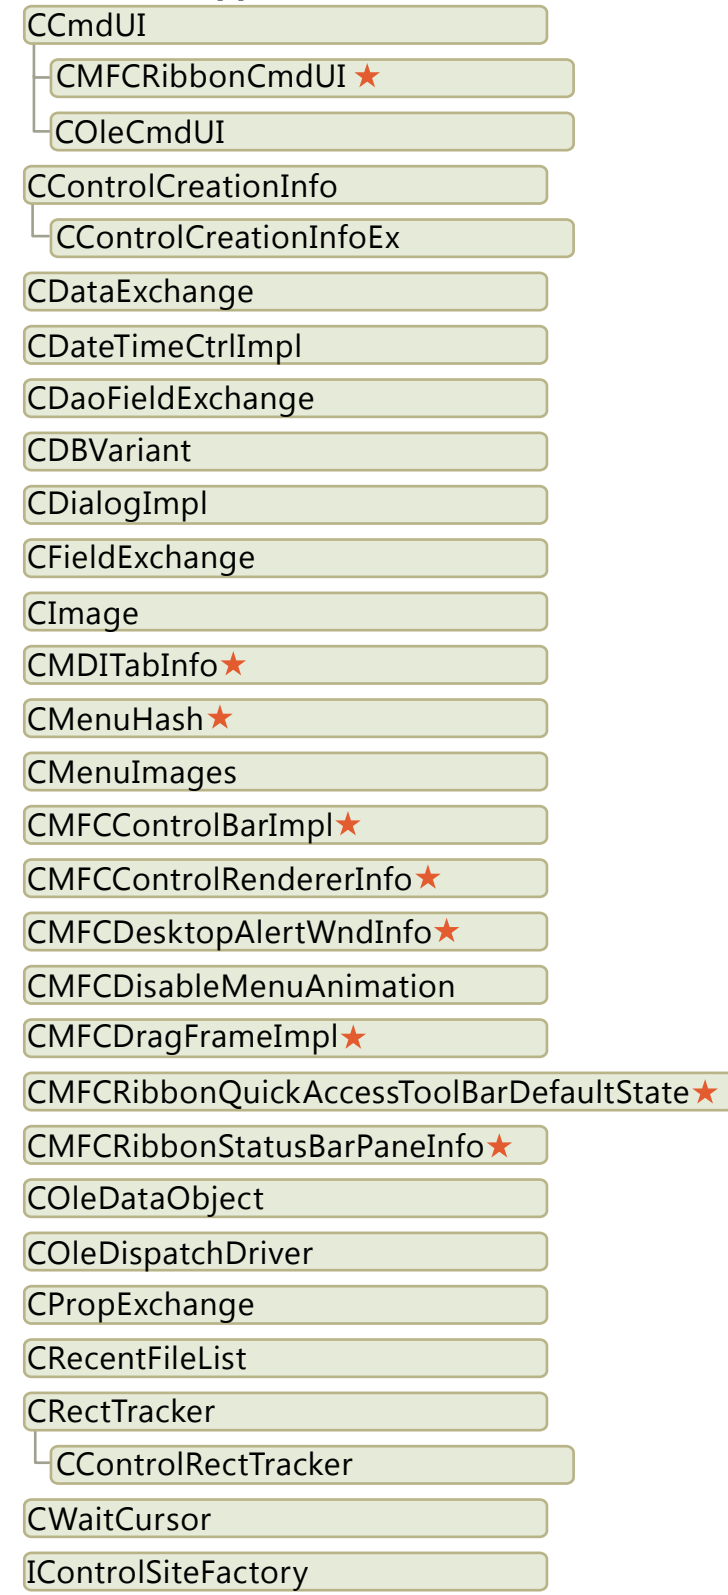 CCmdUI
CMFCRibbonCmdUI
COleCmdUI
CControlCreationInfo
CControlCreationInfoEx
CDataExchange
CDateTimeCtrlImpl
CDaoFieldExchange
CDBVariant
CDialogImpl
CFieldExchange
CImage
CMDITabInfo
CMenuHash
CMenuImages
CMFCControlBarImpl
CMFCControlRendererInfo
CMFCDesktopAlertWndInfo
CMFCDisableMenuAnimation
CMFCDragFrameImpl
CMFCRibbonQuickAccessToolBarDefaultState
CMFCRibbonStatusBarPaneInfo
COleDataObject
COleDispatchDriver
CPropExchange
CRecentFileList
CRectTracker
CControlRectTracker
CWaitCursor
IControlSiteFactory